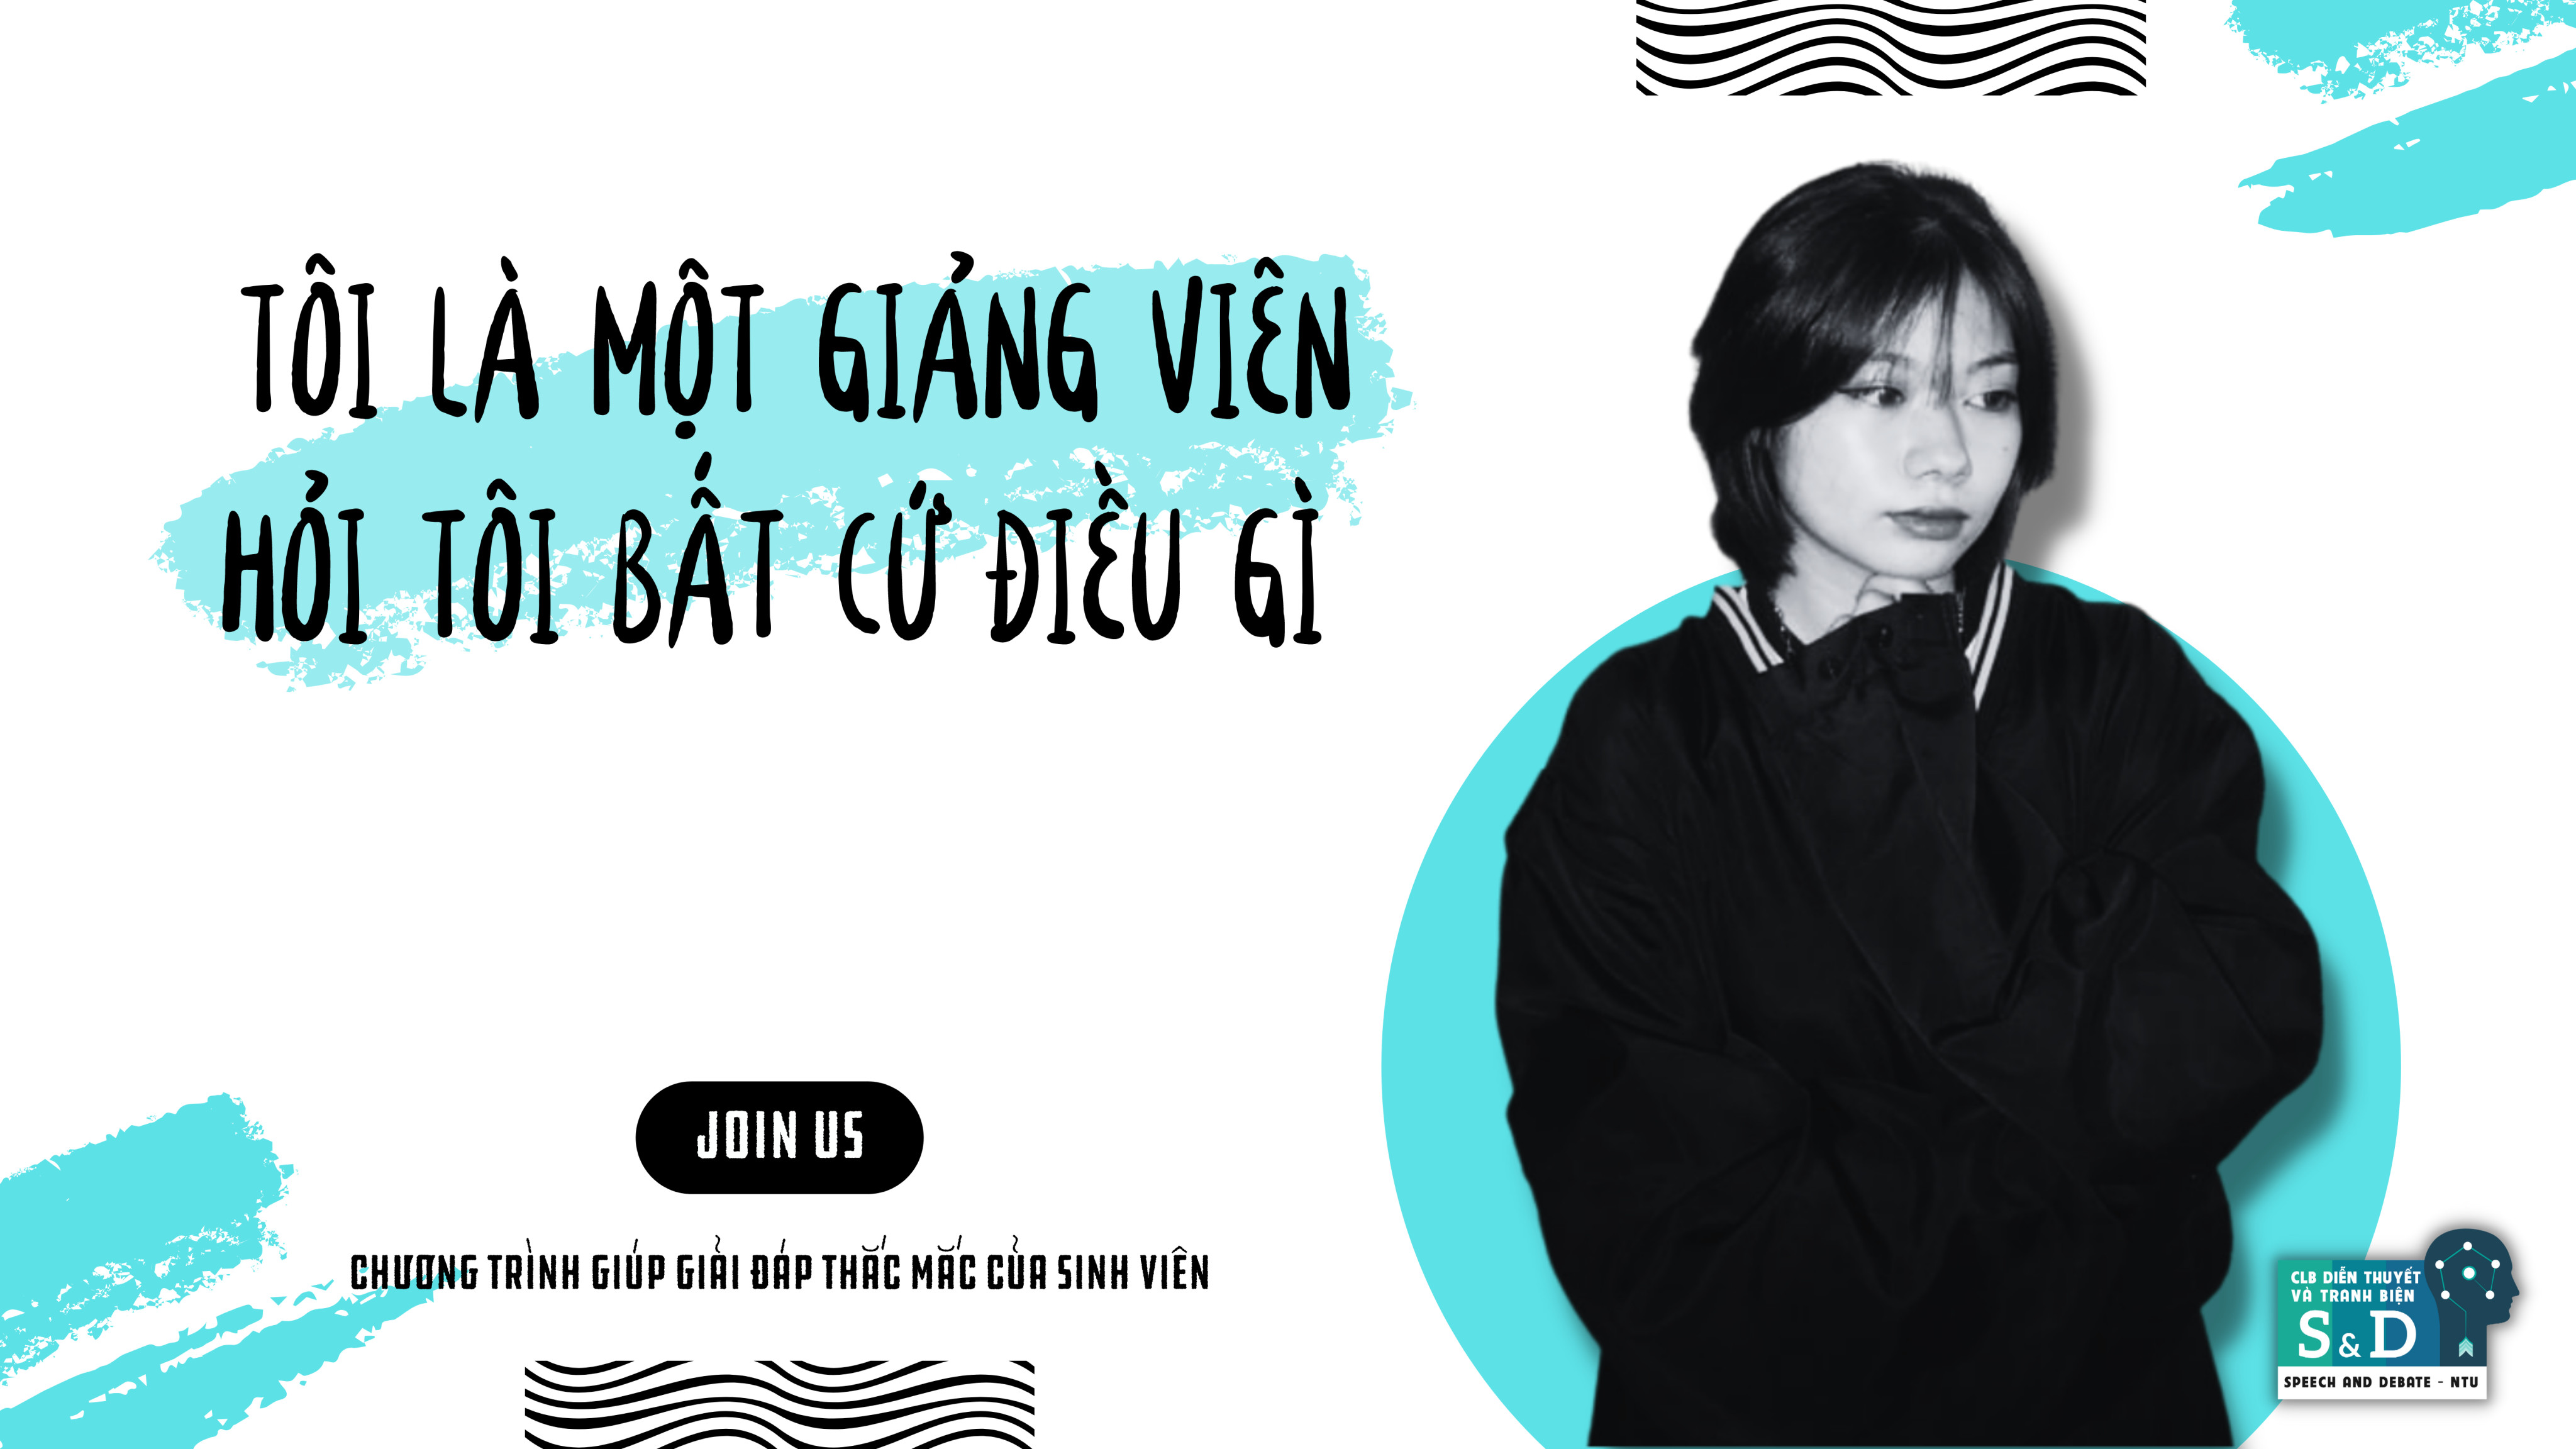 TÔI LÀ MỘT GIẢNG VIÊN
HỎI TÔI BẤT CỨ ĐIỀU GÌ
JOIN US
CHƯƠNG TRÌNH GIÚP GIẢI ĐÁP THẮC MẮC CỦA SINH VIÊN
CLB DIỄN THUYẾT
VÀ TRANH BIỆN
S & D
SPEECH AND DEBATE - NTU